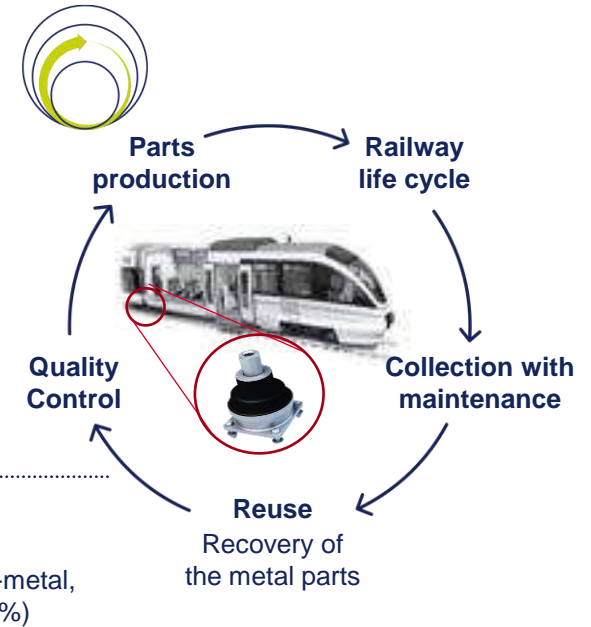 Parts
production
Railway
life cycle
Quality
Control
Collection with
maintenance
Reuse
Recovery of
the metal parts
-metal,
%)